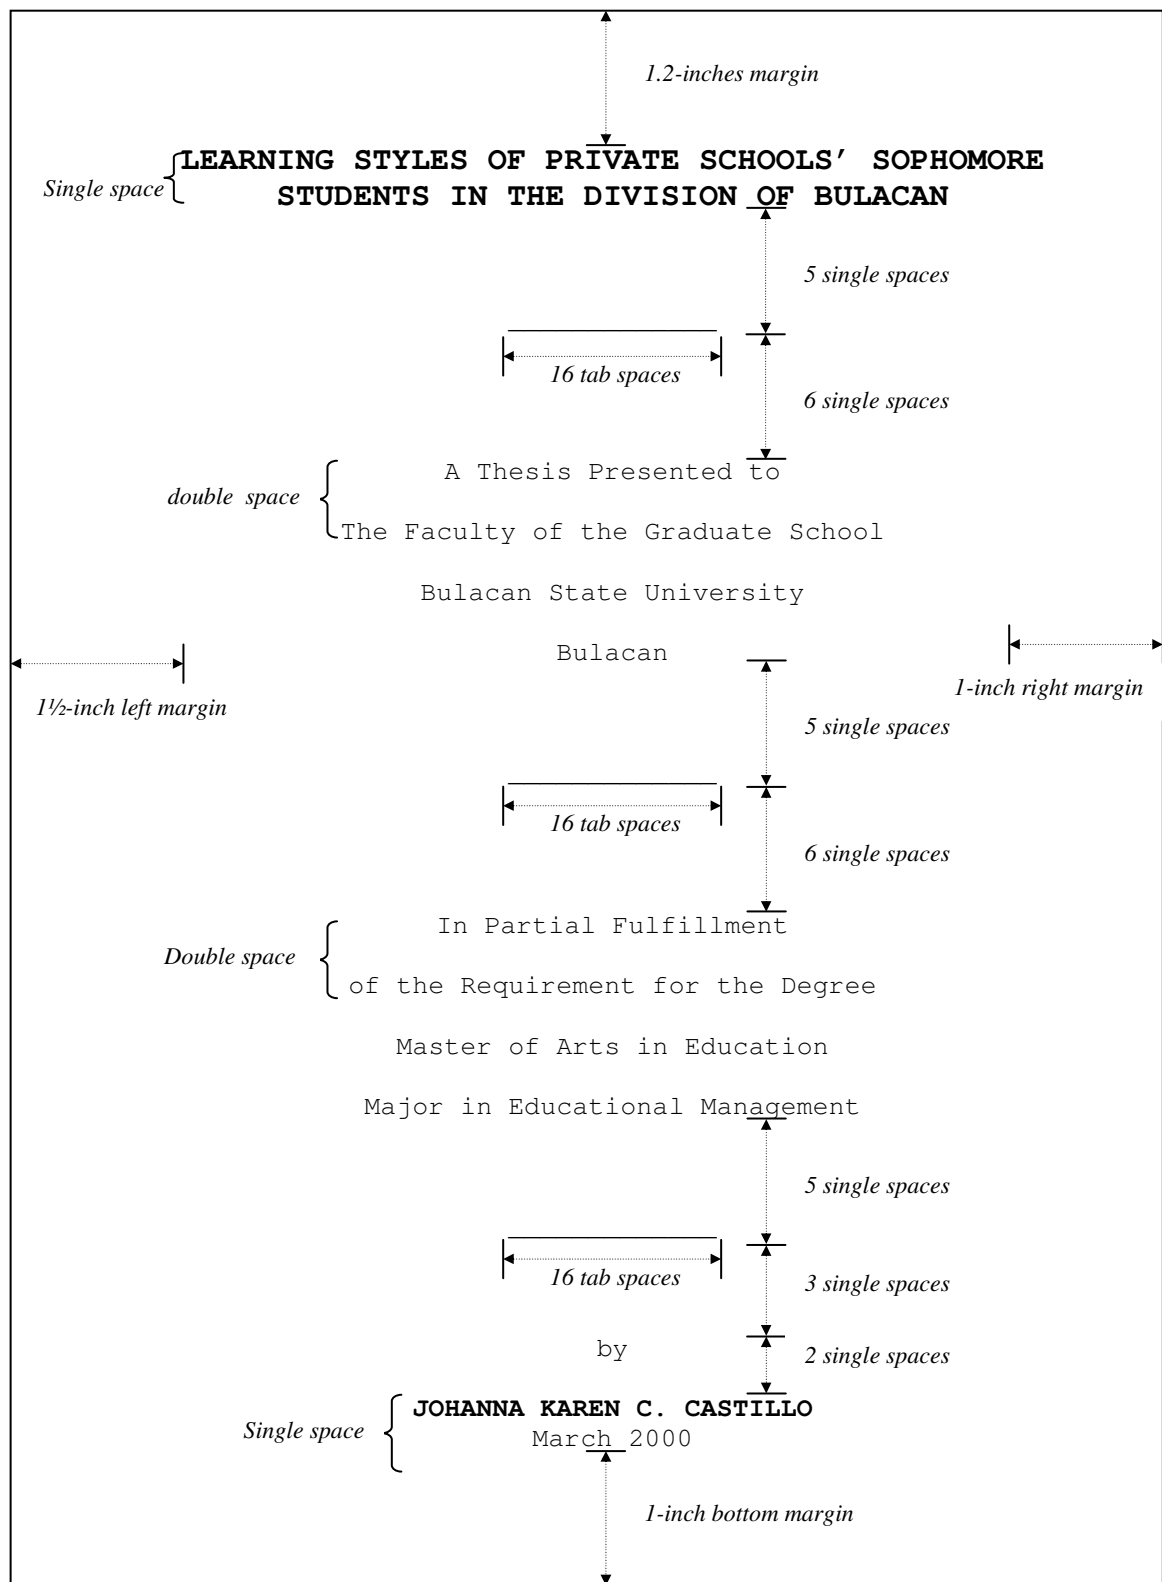 1.2-inches margin
LEARNING STYLES OF PRIVATE SCHOOLS’ SOPHOMORE
Single space
STUDENTS IN THE DIVISION OF BULACAN
5 single spaces
16 tab spaces
6 single spaces
A Thesis Presented to
double space
The Faculty of the Graduate School
Bulacan State University
Bulacan
1½-inch left margin
1-inch right margin
5 single spaces
16 tab spaces
6 single spaces
In Partial Fulfillment
Double space
of the Requirement for the Degree
Master of Arts in Education
Major in Educational Management
5 single spaces
16 tab spaces
3 single spaces
by
2 single spaces
JOHANNA KAREN C. CASTILLO
Single space
March 2000
1-inch bottom margin